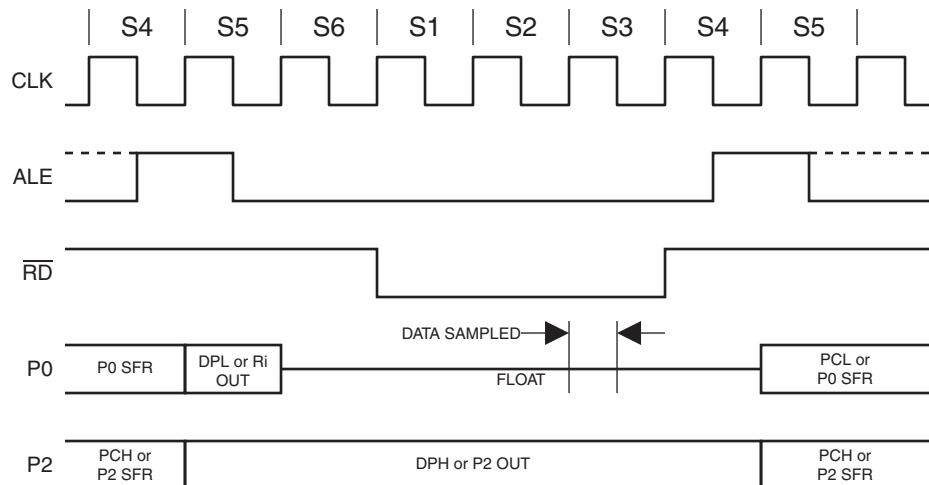 S4 S5 S6 S1 S2 S3 S4 S5
CLK
ALE
RD
DATA SAMPLED
P0
P0 SFR
DPL or Ri
OUT
FLOAT
PCL or
P0 SFR
P2
PCH or
P2 SFR
DPH or P2 OUT
PCH or
P2 SFR